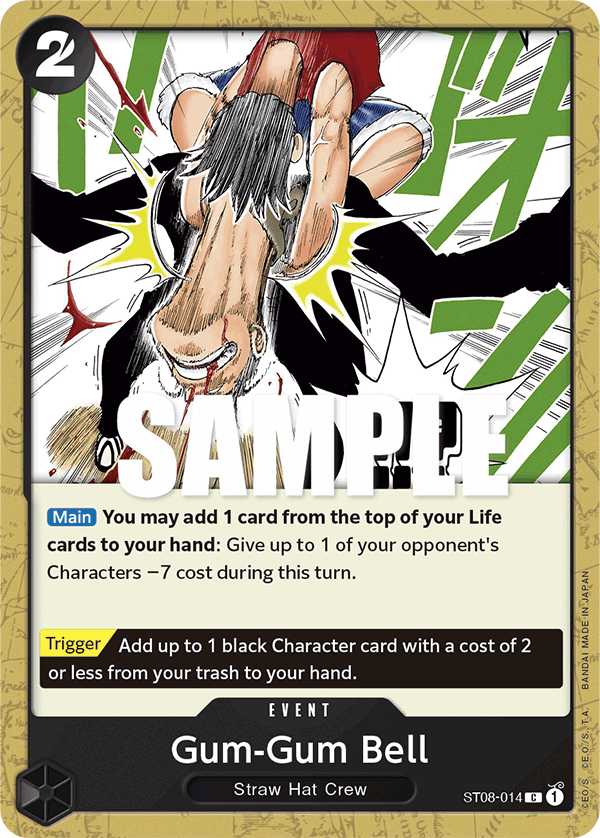 2
ドォ
SAMPLE
Main You may add 1 card from the top of your Life
cards to your hand: Give up to 1 of your opponent's
Characters −7 cost during this turn.
Trigger Add up to 1 black Character card with a cost of 2
or less from your trash to your hand.
EVENT
Gum-Gum Bell
Straw Hat Crew
ST08-014 C 1
©E.O./S. ©E.O./S.,T.A. BANDAI MADE IN JAPAN